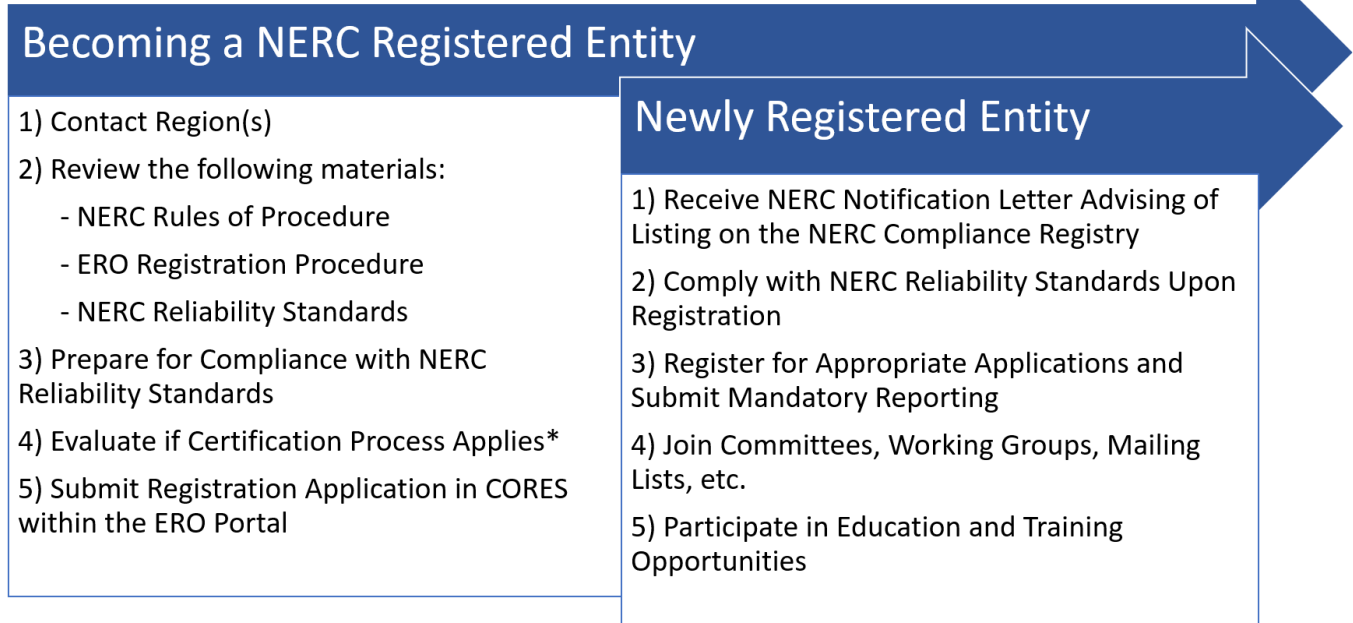 Becoming a NERC Registered Entity
1) Contact Region(s)
2) Review the following materials:
- NERC Rules of Procedure
- ERO Registration Procedure
- NERC Reliability Standards
3) Prepare for Compliance with NERC
Reliability Standards
4) Evaluate if Certification Process Applies*
5) Submit Registration Application in CORES
within the ERO Portal
Newly Registered Entity
1) Receive NERC Notification Letter Advising of
Listing on the NERC Compliance Registry
2) Comply with NERC Reliability Standards Upon
Registration
3) Register for Appropriate Applications and
Submit Mandatory Reporting
4) Join Committees, Working Groups, Mailing
Lists, etc.
5) Participate in Education and Training
Opportunities